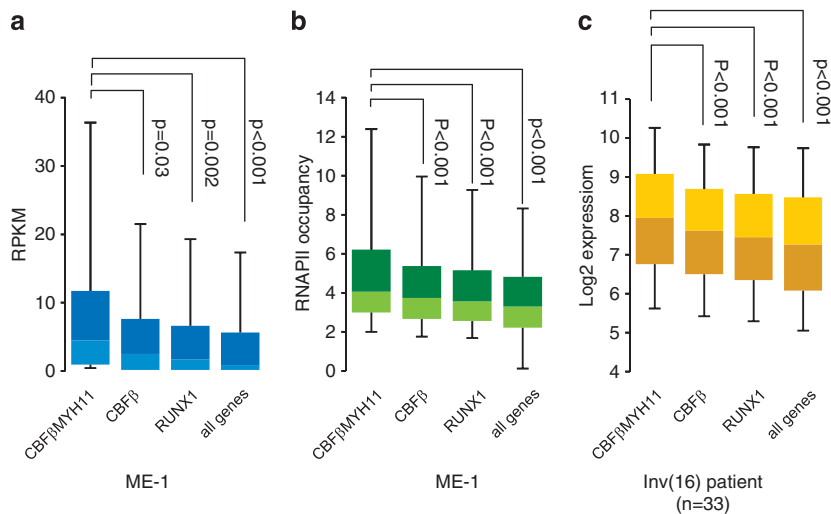 a
RPKM
40
30
20
10
0
p=0.03
p=0.002
p<0.001
CBFβMYH11
CBFβ
RUNX1
all genes
ME-1
b
RNAPII occupancy
14
12
10
8
6
4
2
0
P<0.001
P<0.001
p<0.001
CBFβMYH11
CBFβ
RUNX1
all genes
ME-1
c
Log2 expressiom
11
10
9
8
7
6
5
4
P<0.001
P<0.001
p<0.001
CBFβMYH11
CBFβ
RUNX1
all genes
Inv(16) patient
(n=33)